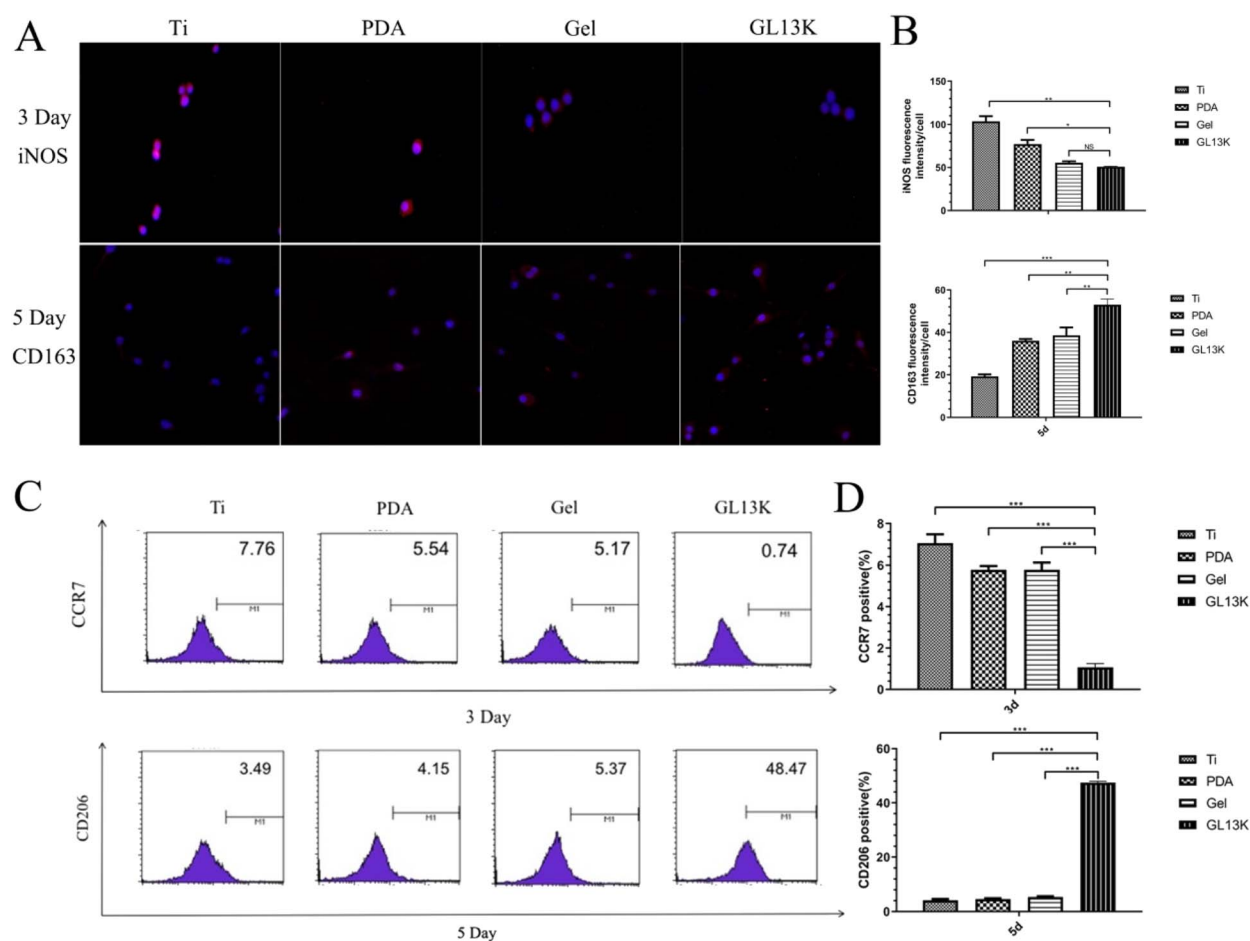 A
Ti
PDA
Gel
GL13K
3 Day
iNOS
5 Day
CD163
B
iNOS fluorescence
intensity/cell
150
100
50
0
**
*
NS
Ti
PDA
Gel
GL13K
CD163 fluorescence
intensity/cell
60
40
20
0
***
**
**
5d
Ti
PDA
Gel
GL13K
C
Ti
PDA
Gel
GL13K
CCR7
7.76
M1
5.54
M1
5.17
M1
0.74
M1
3 Day
CD206
3.49
M1
4.15
M1
5.37
M1
48.47
M1
5 Day
D
CCR7 positive(%)
8
6
4
2
0
***
***
***
3d
Ti
PDA
Gel
GL13K
CD206 positive(%)
60
40
20
0
***
***
***
5d
Ti
PDA
Gel
GL13K